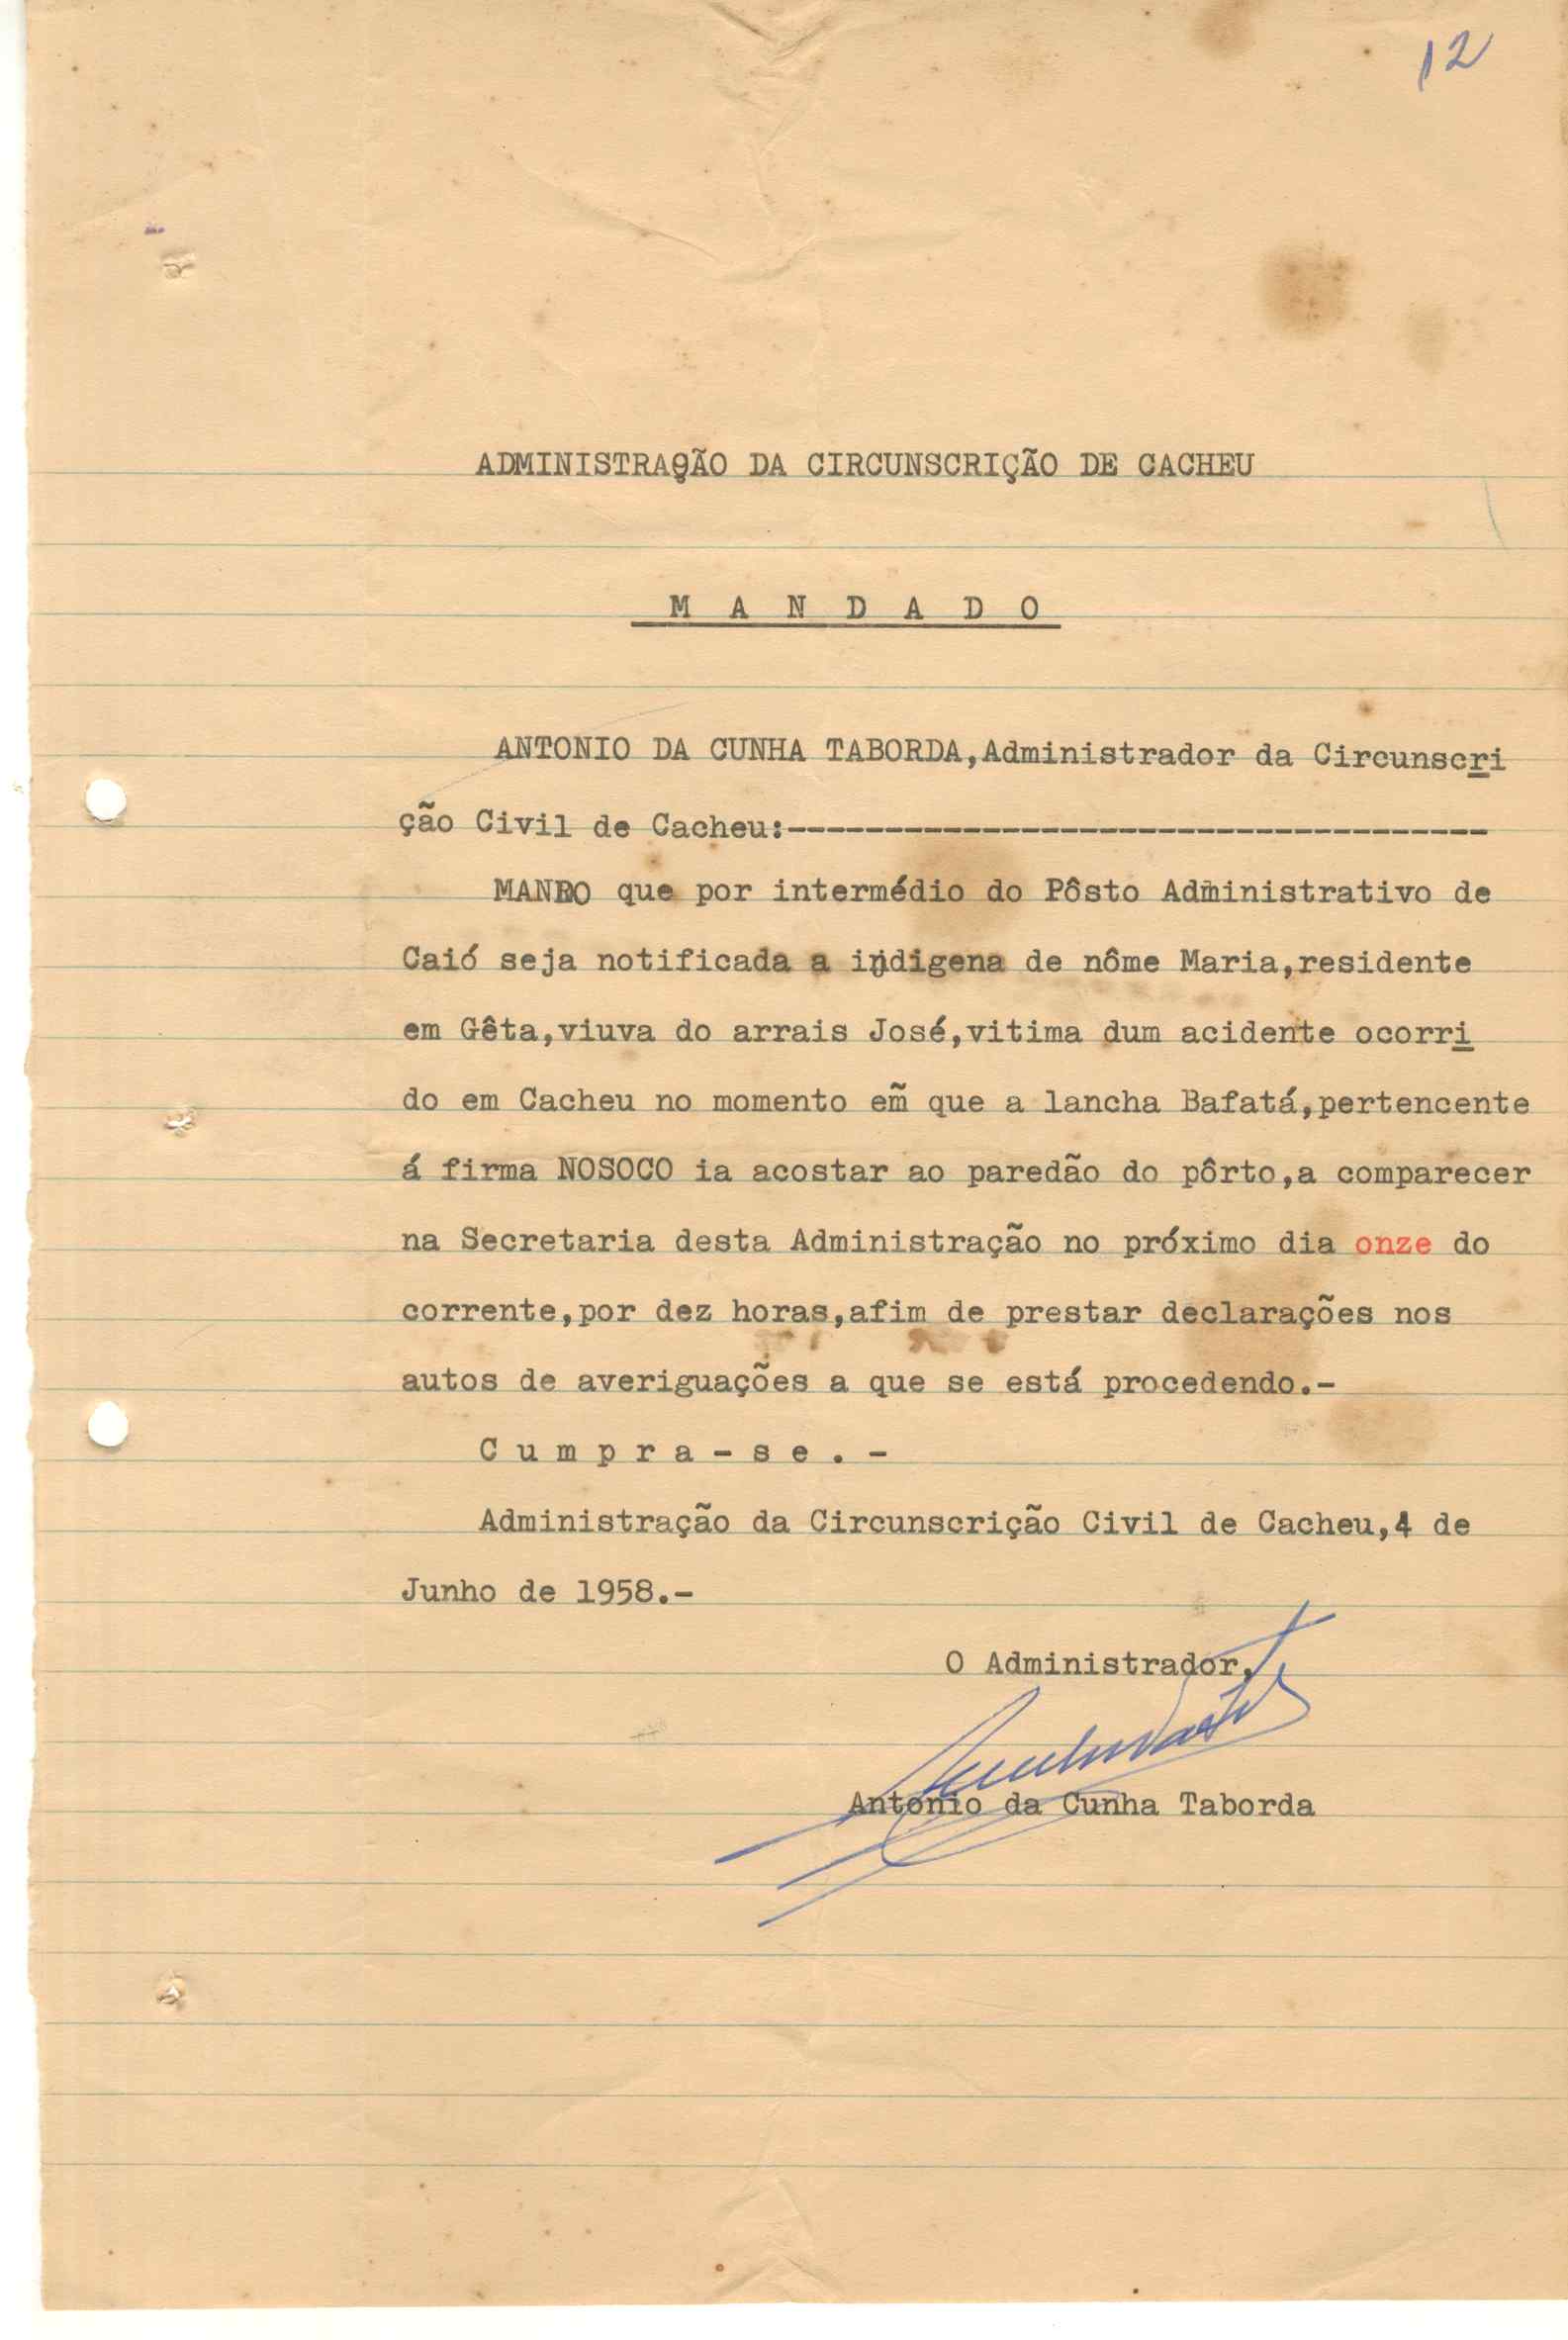 12
ADMINISTRAÇÃO DA CIRCUNSCRIÇÃO DE CACHEU
M A N D A D O
ANTONIO DA CUNHA TABORDA,Administrador da Circunscri
ção Civil de Cacheu:------------------------------------
MANDO que por intermédio do Pôsto Administrativo de
Caió seja notificada a indigena de nôme Maria,residente
em Gêta,viuva do arrais José,vitima dum acidente ocorri
do em Cacheu no momento em que a lancha Bafatá,pertencente
á firma NOSOCO ia acostar ao paredão do pôrto,a comparecer
na Secretaria desta Administração no próximo dia onze do
corrente,por dez horas,afim de prestar declarações nos
autos de averiguações a que se está procedendo.-
C u m p r a - s e . -
Administração da Circunscrição Civil de Cacheu,4 de
Junho de 1958.-
O Administrador,
Antonio da Cunha Taborda